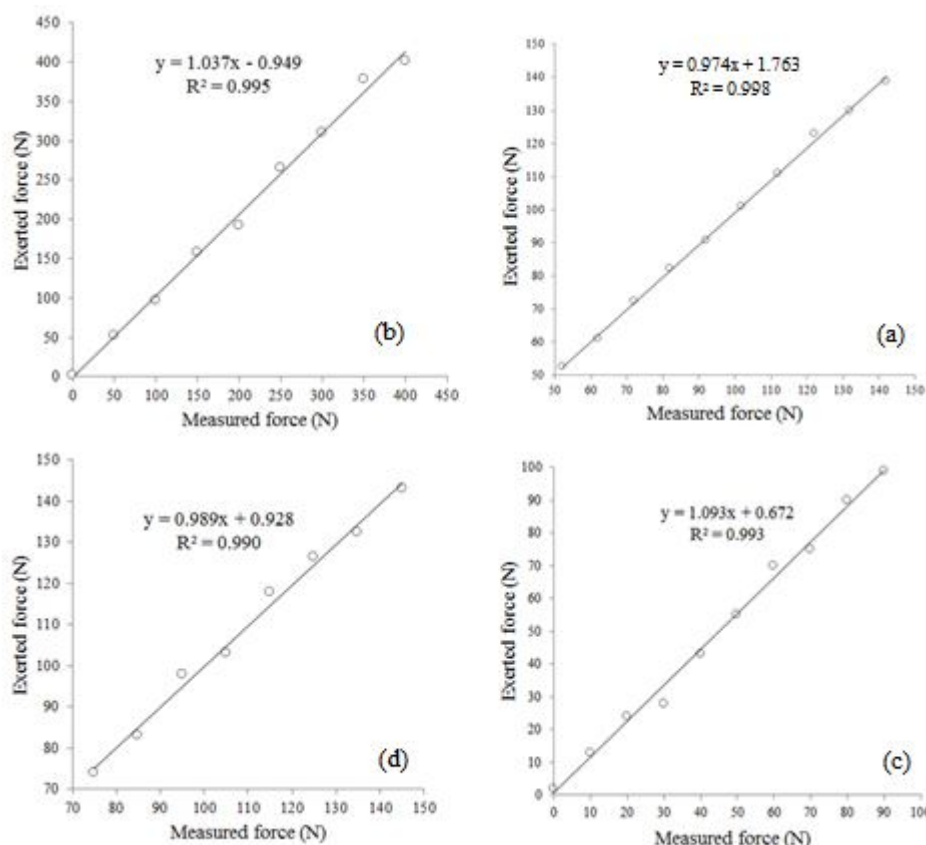 450
400
350
300
250
200
150
100
50
0
Exerted force (N)
y = 1.037x - 0.949
R² = 0.995
(b)
0 50 100 150 200 250 300 350 400 450
Measured force (N)
150
140
130
120
110
100
90
80
70
60
50
Exerted force (N)
y = 0.974x + 1.763
R² = 0.998
(a)
50 60 70 80 90 100 110 120 130 140 150
Measured force (N)
150
140
130
120
110
100
90
80
70
Exerted force (N)
y = 0.989x + 0.928
R² = 0.990
(d)
70 80 90 100 110 120 130 140 150
Measured force (N)
100
90
80
70
60
50
40
30
20
10
0
Exerted force (N)
y = 1.093x + 0.672
R² = 0.993
(c)
0 10 20 30 40 50 60 70 80 90 100
Measured force (N)